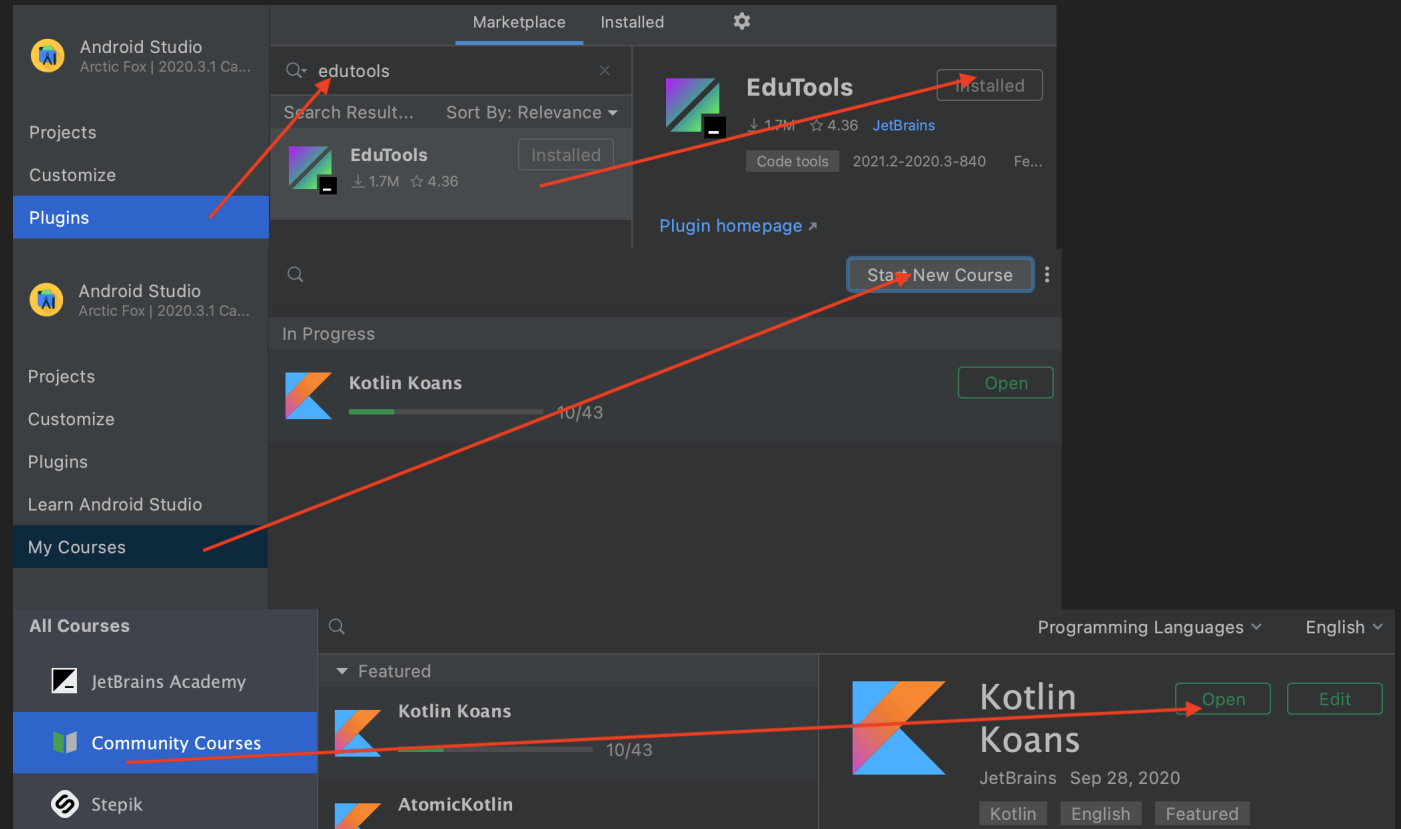 Android Studio
Arctic Fox | 2020.3.1 Ca...
Projects
Customize
Plugins
Marketplace Installed
edutools
Search Result... Sort By: Relevance
EduTools
Installed
1.7M 4.36
EduTools
Installed
1.7M 4.36 JetBrains
Code tools 2021.2-2020.3-840 Fe...
Plugin homepage
Android Studio
Arctic Fox | 2020.3.1 Ca...
Projects
Customize
Plugins
Learn Android Studio
My Courses
Start New Course
In Progress
Kotlin Koans
10/43
Open
All Courses
JetBrains Academy
Community Courses
Stepik
Programming Languages English
Featured
Kotlin Koans
10/43
AtomicKotlin
Kotlin
Koans
Open Edit
JetBrains Sep 28, 2020
Kotlin English Featured